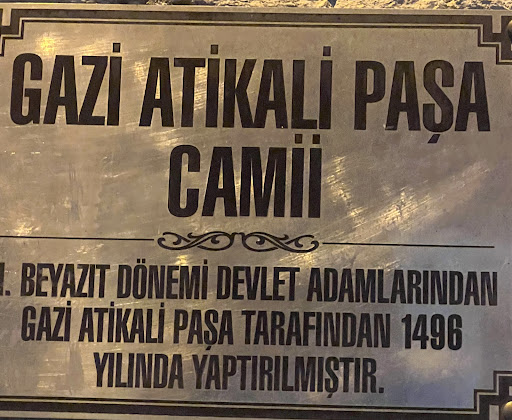 GAZİ ATİKALİ PAŞA
CAMİİ
I. BEYAZIT DÖNEMİ DEVLET ADAMLARINDAN
GAZİ ATİKALİ PAŞA TARAFINDAN 1496
YILINDA YAPTIRILMIŞTIR.